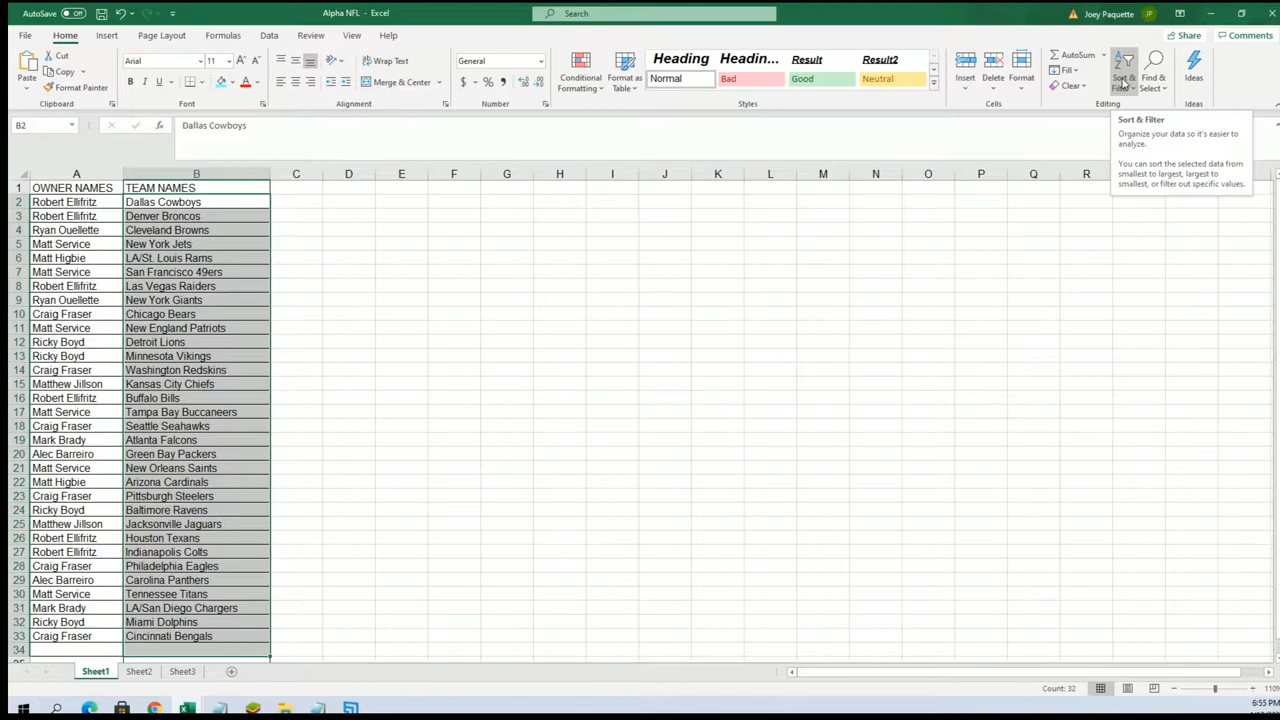 AutoSave Off Alpha NFL - Excel Search Joey Paquette JP
File Home Insert Page Layout Formulas Data Review View Help Share Comments
Paste Cut Copy Format Painter Clipboard
Arial 11 B I U Font
Wrap Text Merge & Center Alignment
General $ % Number
Conditional Formatting Format as Table
Heading Headin... Result Result2
Normal Bad Good Neutral Styles
Insert Delete Format Cells
AutoSum Fill Clear Sort & Filter Find & Select Editing
Ideas Ideas
B2 fx Dallas Cowboys
Sort & Filter
Organize your data so it's easier to
analyze.
You can sort the selected data from
smallest to largest, largest to
smallest, or filter out specific values.
A B C D E F G H I J K L M N O P Q R
1 OWNER NAMES TEAM NAMES
2 Robert Ellifritz Dallas Cowboys
3 Robert Ellifritz Denver Broncos
4 Ryan Ouellette Cleveland Browns
5 Matt Service New York Jets
6 Matt Higbie LA/St. Louis Rams
7 Matt Service San Francisco 49ers
8 Robert Ellifritz Las Vegas Raiders
9 Ryan Ouellette New York Giants
10 Craig Fraser Chicago Bears
11 Matt Service New England Patriots
12 Ricky Boyd Detroit Lions
13 Ricky Boyd Minnesota Vikings
14 Craig Fraser Washington Redskins
15 Matthew Jillson Kansas City Chiefs
16 Robert Ellifritz Buffalo Bills
17 Matt Service Tampa Bay Buccaneers
18 Craig Fraser Seattle Seahawks
19 Mark Brady Atlanta Falcons
20 Alec Barreiro Green Bay Packers
21 Matt Service New Orleans Saints
22 Matt Higbie Arizona Cardinals
23 Craig Fraser Pittsburgh Steelers
24 Ricky Boyd Baltimore Ravens
25 Matthew Jillson Jacksonville Jaguars
26 Robert Ellifritz Houston Texans
27 Robert Ellifritz Indianapolis Colts
28 Craig Fraser Philadelphia Eagles
29 Alec Barreiro Carolina Panthers
30 Matt Service Tennessee Titans
31 Mark Brady LA/San Diego Chargers
32 Ricky Boyd Miami Dolphins
33 Craig Fraser Cincinnati Bengals
34
Sheet1 Sheet2 Sheet3
Count: 32 110%
6:55 PM